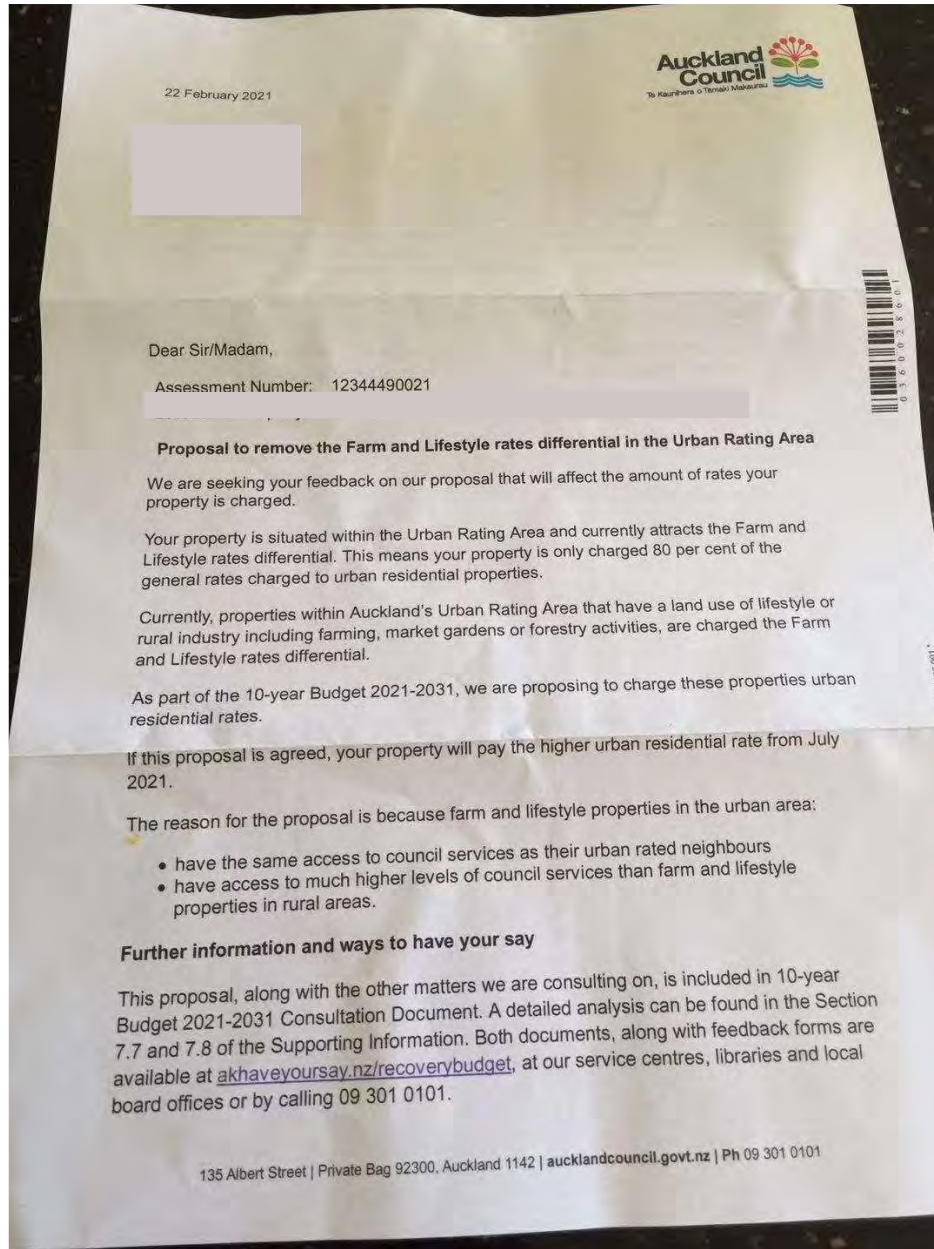 Auckland
Council
Te Kaunihera o Tāmaki Makaurau
22 February 2021
Dear Sir/Madam,
Assessment Number: 12344490021
Proposal to remove the Farm and Lifestyle rates differential in the Urban Rating Area
We are seeking your feedback on our proposal that will affect the amount of rates your
property is charged.
Your property is situated within the Urban Rating Area and currently attracts the Farm and
Lifestyle rates differential. This means your property is only charged 80 per cent of the
general rates charged to urban residential properties.
Currently, properties within Auckland's Urban Rating Area that have a land use of lifestyle or
rural industry including farming, market gardens or forestry activities, are charged the Farm
and Lifestyle rates differential.
As part of the 10-year Budget 2021-2031, we are proposing to charge these properties urban
residential rates.
If this proposal is agreed, your property will pay the higher urban residential rate from July
2021.
The reason for the proposal is because farm and lifestyle properties in the urban area:
• have the same access to council services as their urban rated neighbours
• have access to much higher levels of council services than farm and lifestyle
properties in rural areas.
Further information and ways to have your say
This proposal, along with the other matters we are consulting on, is included in 10-year
Budget 2021-2031 Consultation Document. A detailed analysis can be found in the Section
7.7 and 7.8 of the Supporting Information. Both documents, along with feedback forms are
available at akhaveyoursay.nz/recoverybudget, at our service centres, libraries and local
board offices or by calling 09 301 0101.
135 Albert Street | Private Bag 92300, Auckland 1142 | aucklandcouncil.govt.nz | Ph 09 301 0101